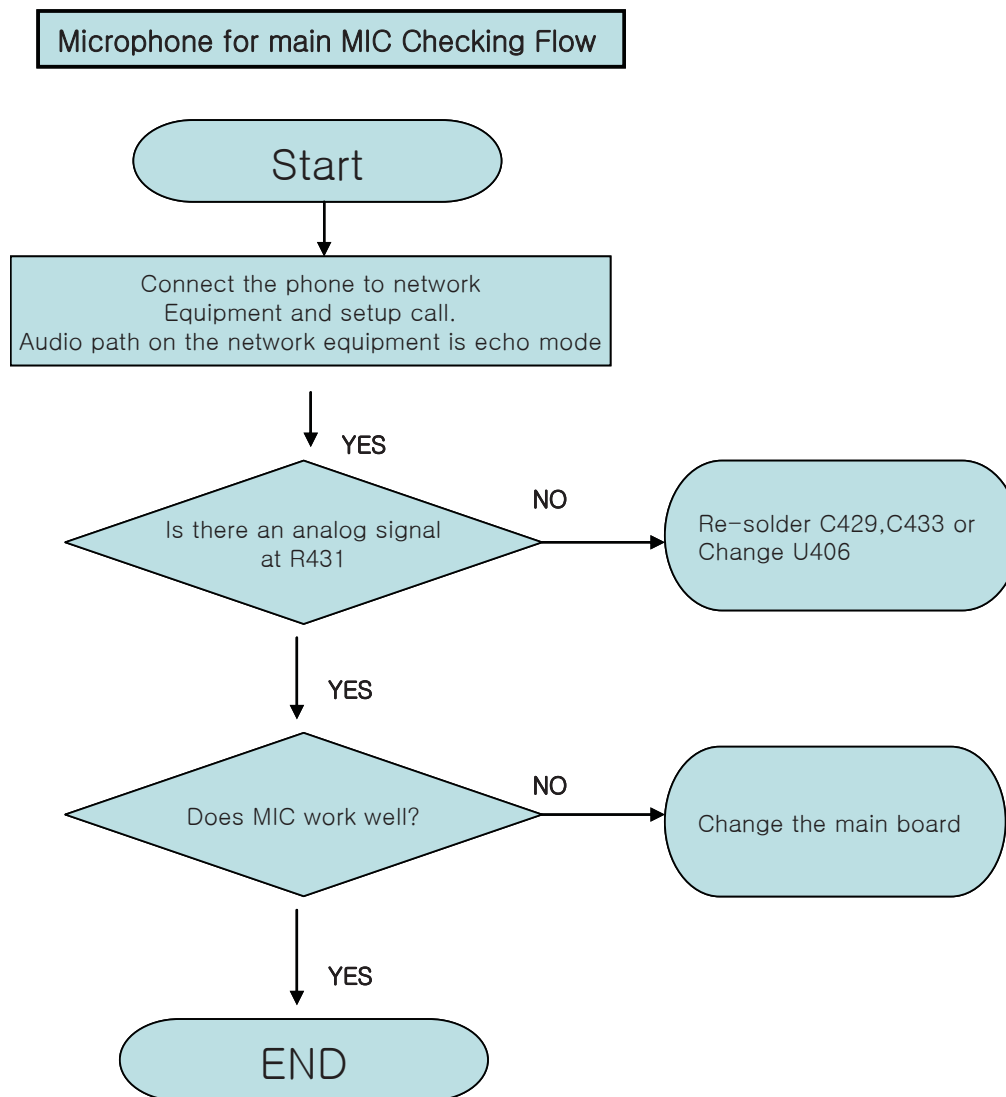 Microphone for main MIC Checking Flow
Start
Connect the phone to network
Equipment and setup call.
Audio path on the network equipment is echo mode
YES
Is there an analog signal
at R431
NO
Re-solder C429,C433 or
Change U406
YES
Does MIC work well?
NO
Change the main board
YES
END